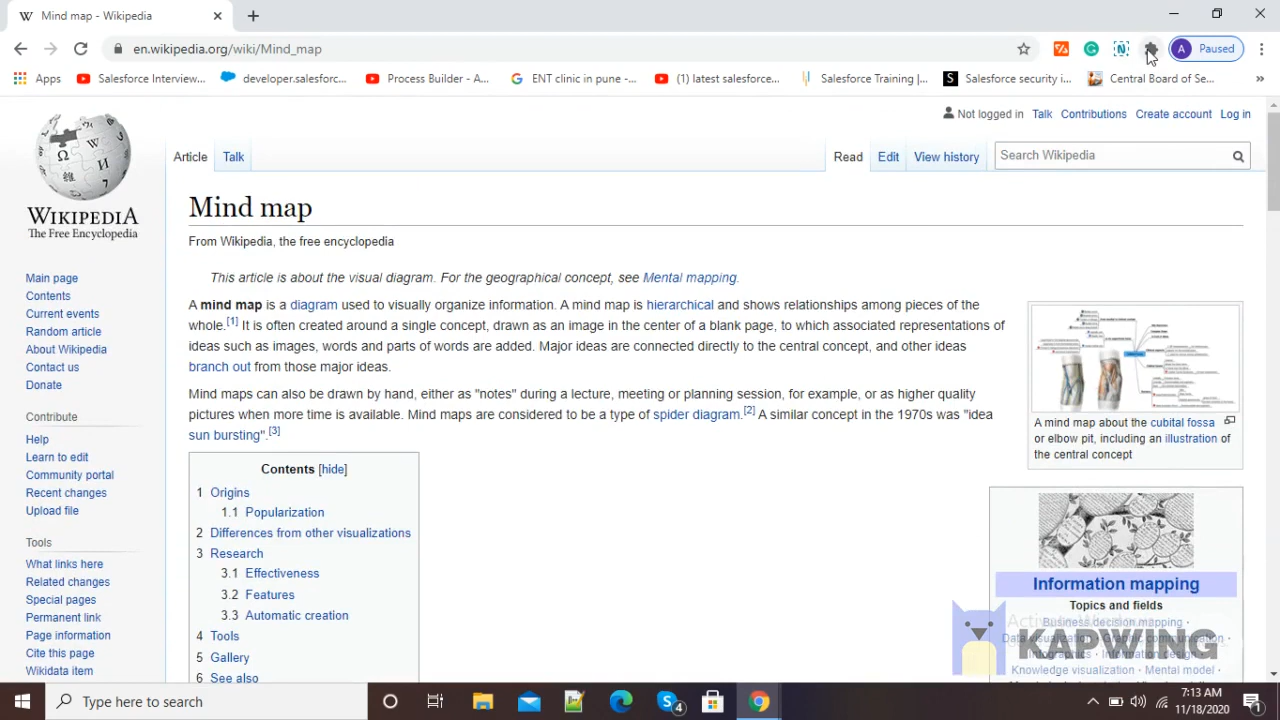 Mind map - Wikipedia
en.wikipedia.org/wiki/Mind_map
A Paused
Apps Salesforce Interview... developer.salesforc... Process Builder - A... ENT clinic in pune -... (1) latest salesforce... Salesforce Training |... Salesforce security i... Central Board of Se... »
Not logged in Talk Contributions Create account Log in
Article Talk Read Edit View history Search Wikipedia
WIKIPEDIA
The Free Encyclopedia
Main page
Contents
Current events
Random article
About Wikipedia
Contact us
Donate
Contribute
Help
Learn to edit
Community portal
Recent changes
Upload file
Tools
What links here
Related changes
Special pages
Permanent link
Page information
Cite this page
Wikidata item
Mind map
From Wikipedia, the free encyclopedia
This article is about the visual diagram. For the geographical concept, see Mental mapping.
A mind map is a diagram used to visually organize information. A mind map is hierarchical and shows relationships among pieces of the
whole.[1] It is often created around a single concept, drawn as an image in the center of a blank page, to which associated representations of
ideas such as images, words and parts of words are added. Major ideas are connected directly to the central concept, and other ideas
branch out from those major ideas.
Mind maps can also be drawn by hand, either as "notes" during a lecture, meeting or planning session, for example, or as higher quality
pictures when more time is available. Mind maps are considered to be a type of spider diagram.[2] A similar concept in the 1970s was "idea
sun bursting".[3]
Contents [hide]
1 Origins
1.1 Popularization
2 Differences from other visualizations
3 Research
3.1 Effectiveness
3.2 Features
3.3 Automatic creation
4 Tools
5 Gallery
6 See also
A mind map about the cubital fossa
or elbow pit, including an illustration of
the central concept
Information mapping
Topics and fields
Business decision mapping ·
Data visualization · Graphic communication ·
Infographics · Information design ·
Knowledge visualization · Mental model ·
KAPWING
Type here to search
4
7:13 AM
11/18/2020
1